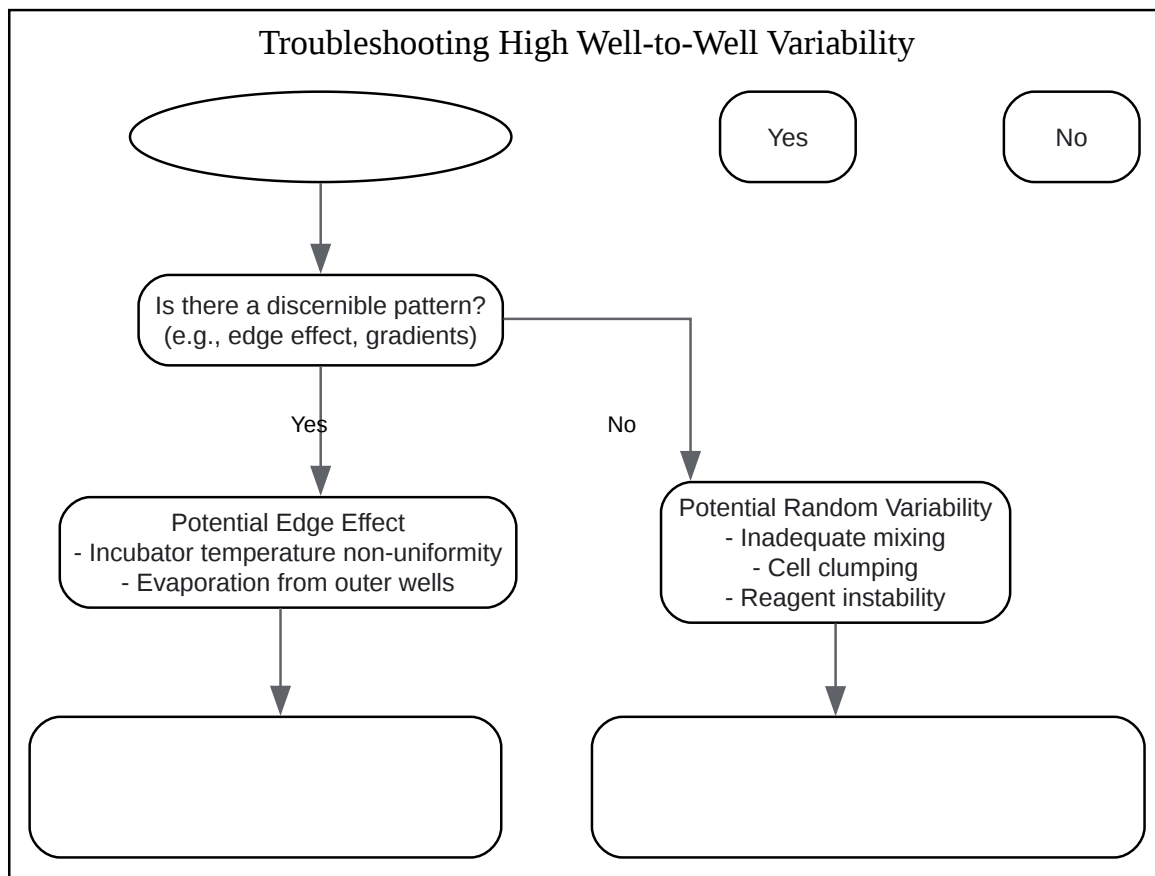 Troubleshooting High Well-to-Well Variability
Yes
No
Is there a discernible pattern?
(e.g., edge effect, gradients)
Yes
No
Potential Edge Effect
- Incubator temperature non-uniformity
- Evaporation from outer wells
Potential Random Variability
- Inadequate mixing
- Cell clumping
- Reagent instability